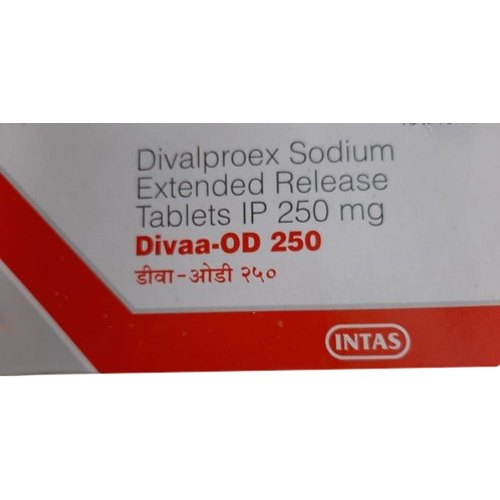 Divalproex Sodium
Extended Release
Tablets IP 250 mg
Divaa-OD 250
डीवा-ओडी २५०
INTAS